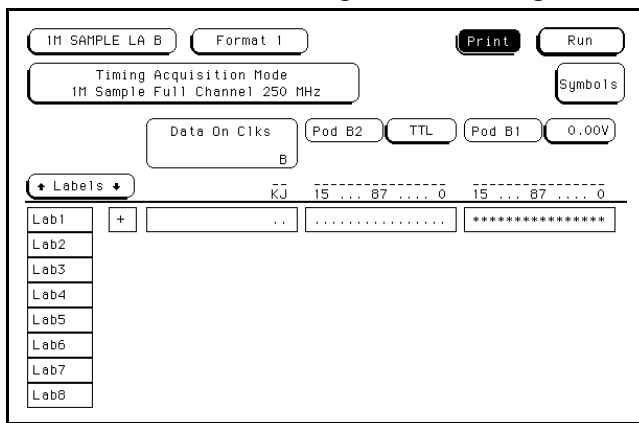 1M SAMPLE LA B Format 1 Print Run
Timing Acquisition Mode
1M Sample Full Channel 250 MHz
Symbols
Data On Clks Pod B2 TTL Pod B1 0.00V
B
↑ Labels ↓ KJ 15 ... 87 .... 0 15 ... 87 .... 0
Lab1 + .. ................ ****************
Lab2
Lab3
Lab4
Lab5
Lab6
Lab7
Lab8